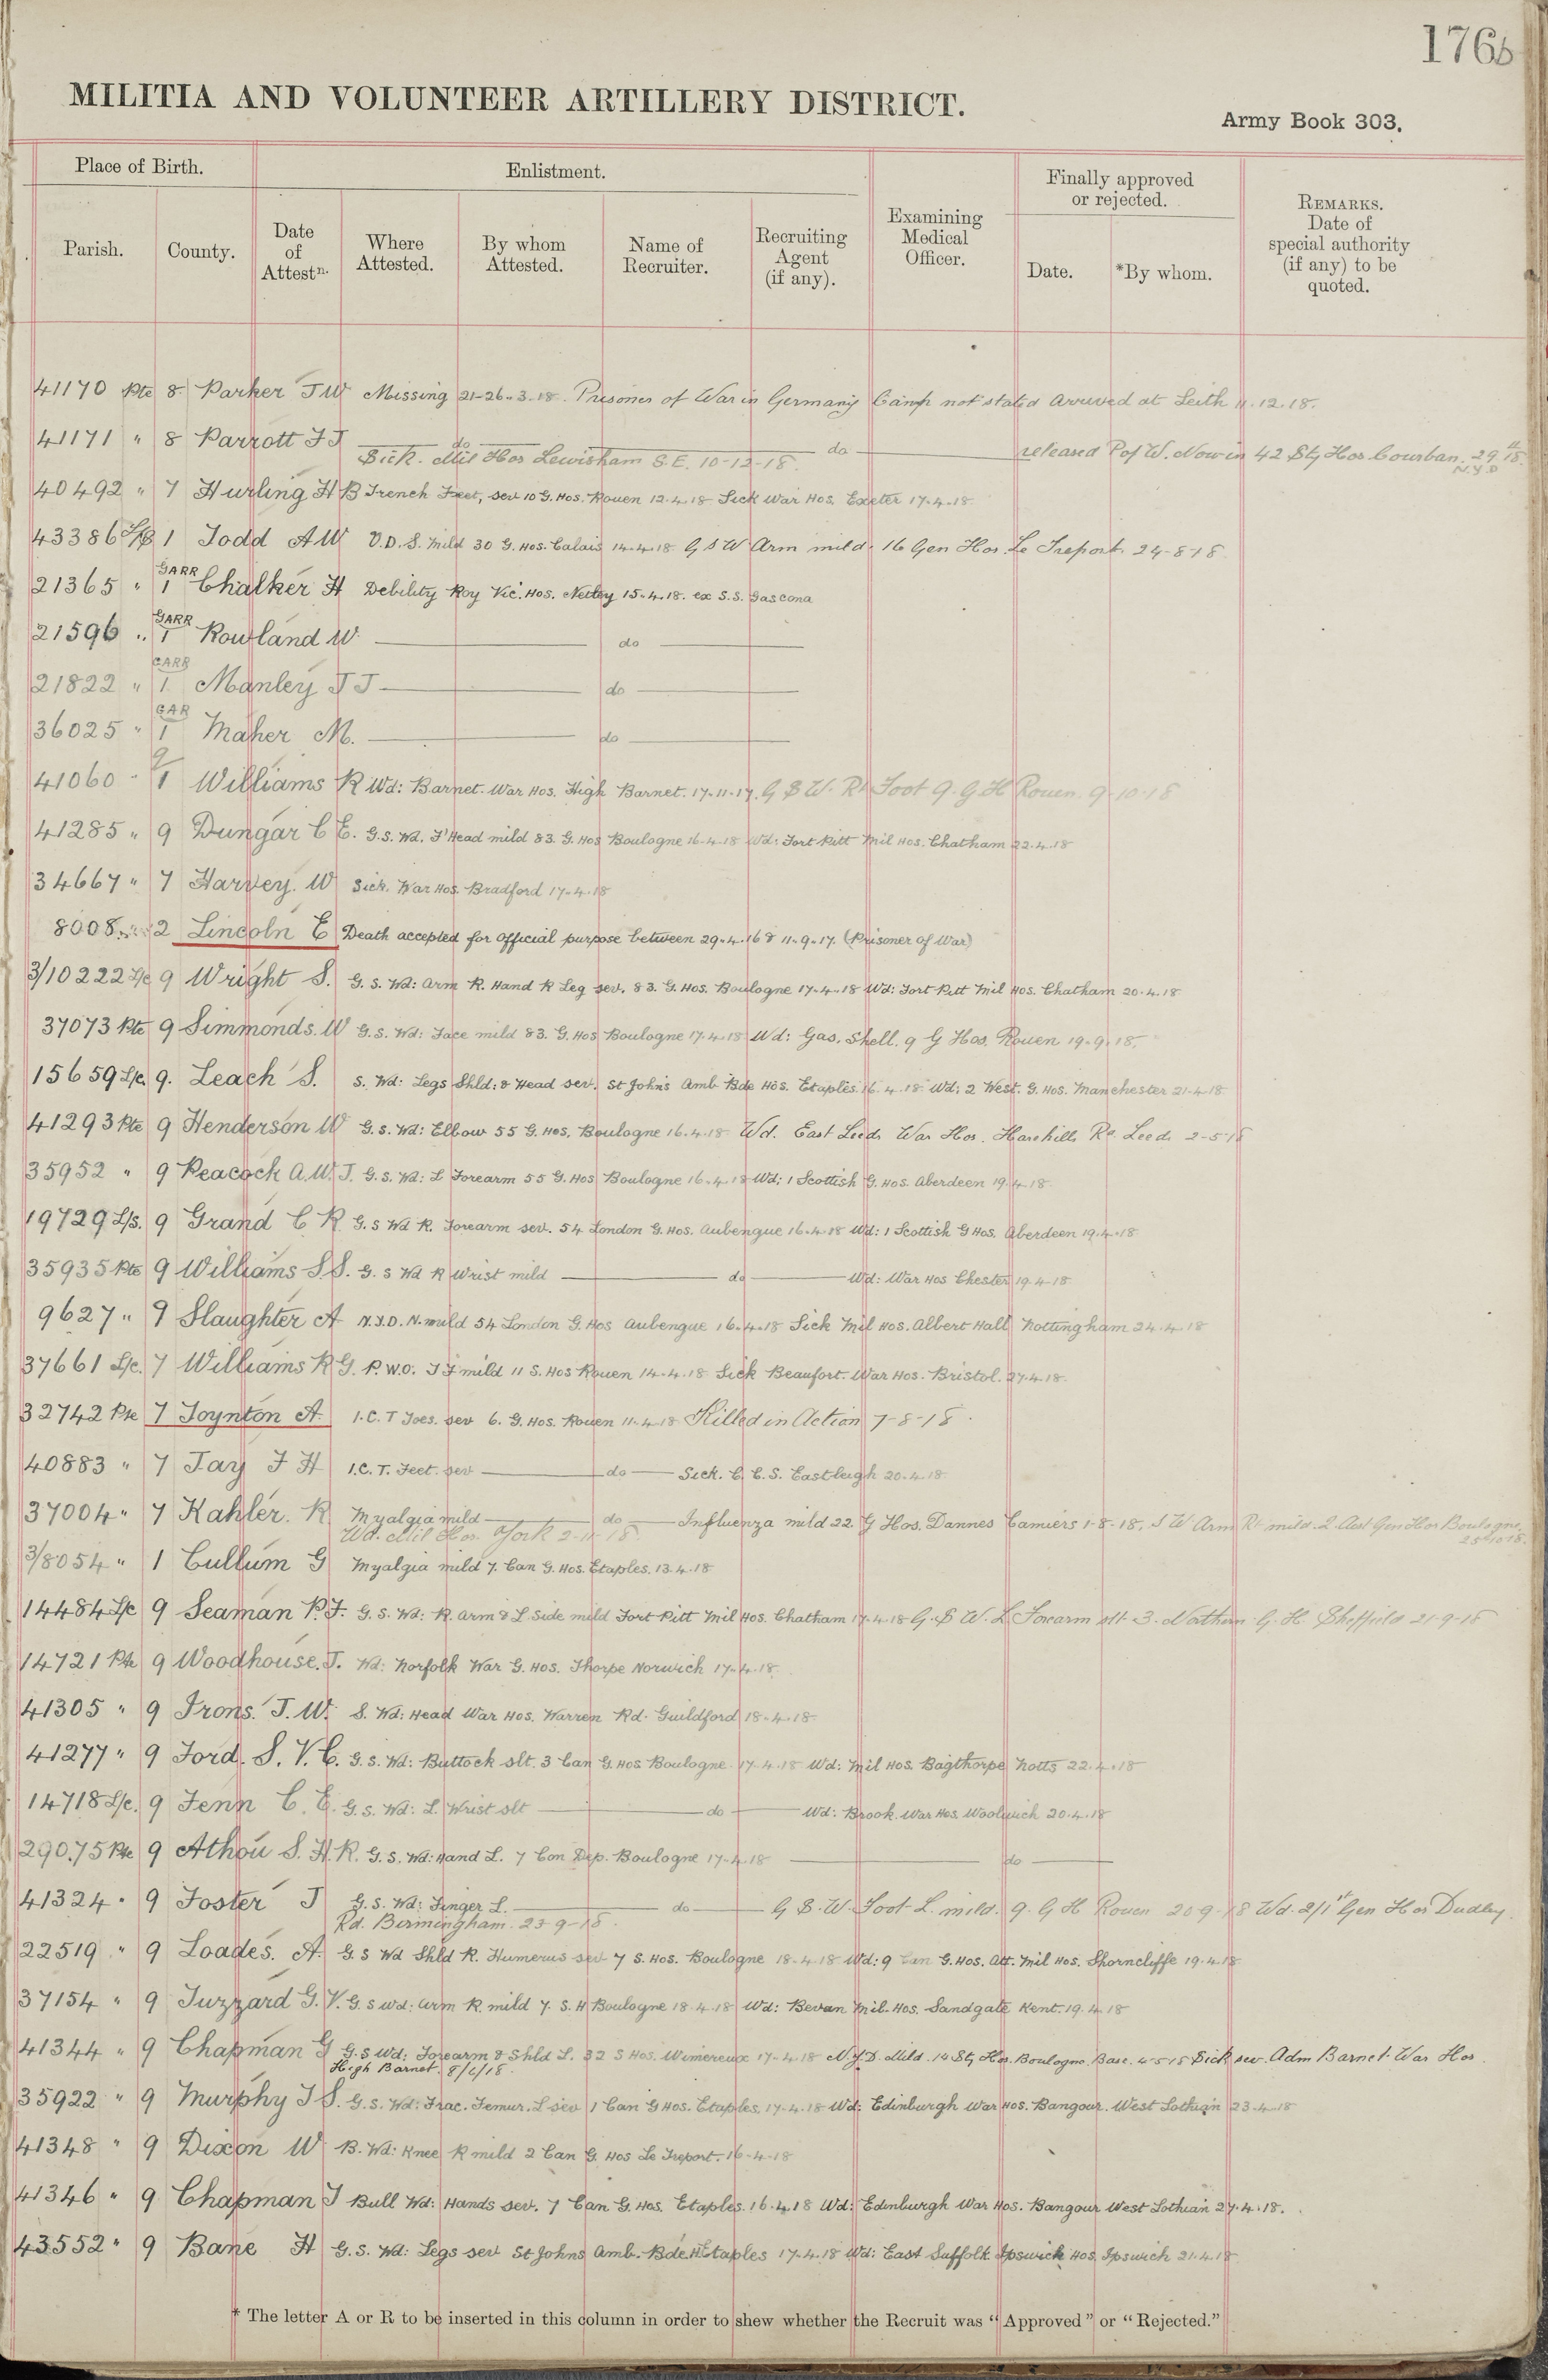 176b
MILITIA AND VOLUNTEER ARTILLERY DISTRICT.
Army Book 303.
Place of Birth. Enlistment. Examining Medical Officer. Finally approved or rejected. REMARKS. Date of special authority (if any) to be quoted.
Parish. County. Date of Attestn. Where Attested. By whom Attested. Name of Recruiter. Recruiting Agent (if any). Date. *By whom.
41170 Pte 8 Parker J W Missing 21-26-3-18. Prisoner of War in Germany Camp not stated Arrived at Leith 11.12.18.
41171 " 8 Parrott F J do do released P of W. Now in 42 Sty Hos Courban. 29.11.18.
Sick. Mil Hos Lewisham S.E. 10-12-18. N.Y.D
40492 " 7 Hurling H B Trench Feet, sev 10 G. Hos. Rouen 12.4.18 Sick War Hos. Exeter 17.4.18
43386 L/C 1 Todd A W V.D.S. mild 30 G. Hos. Calais 14.4.18 G S W Arm mild. 16 Gen Hos. Le Treport. 24-8-18.
21365 " GARR 1 Chalker H Debility Roy Vic. Hos. Netley 15.4.18. ex S.S. Gascona
21596 " GARR 1 Rowland W. do
21822 " GARR 1. Manley J J do
36025 " GAR 1 Maher M. do
41060 " 9 1 Williams R Wd: Barnet. War Hos. High Barnet. 17.11.17. G S W. Rt Foot 9. G H Rouen. 9-10-18
41285 " 9 Dungar C E. G.S. Wd. F'Head mild 83. G. Hos Boulogne 16-4-18 Wd: Fort Pitt Mil Hos. Chatham 22.4.18
34667 " 7 Harvey. W Sick. War Hos. Bradford 17-4-18
8008 2 Lincoln E Death accepted for official purpose between 29.4.16 & 11.9.17. (Prisoner of War)
3/10222 L/C 9 Wright S. G.S. Wd: Arm R. Hand R Leg sev. 83. G. Hos. Boulogne 17-4-18 Wd: Fort Pitt Mil Hos. Chatham 20.4.18
37073 Pte 9 Simmonds. W G.S. Wd: Face mild 83. G. Hos Boulogne 17.4.18 Wd: Gas. Shell. 9 G Hos. Rouen 19.9.18.
15659 L/C. 9. Leach S. S. Wd: Legs Shld: & Head sev. St Johns Amb Bde Hos. Etaples. 16.4.18 Wd: 2 West. G. Hos. Manchester 21.4.18
41293 Pte 9 Henderson W G.S. Wd: Elbow 55 G. Hos. Boulogne 16.4.18 Wd. East Leeds War Hos. Harehills Rd. Leeds 2-5-18
35952 " 9 Peacock A.W.J. G.S. Wd: L Forearm 55 G. Hos Boulogne 16.4.18 Wd: 1 Scottish G. Hos. Aberdeen 19.4.18
19729 L/S. 9 Grand C R. G.S Wd R. Forearm sev. 54 London G. Hos. Aubengue 16.4.18 Wd: 1 Scottish G Hos. Aberdeen 19.4.18
35935 Pte 9 Williams S S. G.S Wd R Wrist mild do Wd: War Hos Chester 19.4.18
9627 " 9 Slaughter A N.Y.D. N. mild 54 London G. Hos Aubengue 16.4.18 Sick Mil Hos. Albert Hall Nottingham 24.4.18
37661 L/C. 7 Williams R G. P.W.O. T F mild 11 S. Hos Rouen 14.4.18 Sick Beaufort. War Hos. Bristol. 27.4.18.
32742 Pte 7 Joynton A. I.C.T Toes. sev 6. G. Hos. Rouen 11.4.18 Killed in Action 7-8-18.
40883 " 7 Jay F H I.C.T. Feet. sev do Sick. C.C.S. Eastleigh 20.4.18
37004 " 7 Kahler. R. Myalgia mild do Influenza mild 22. G Hos. Dannes Camiers 1-8-18. S W Arm Rt mild. 2 Aust Gen Hos Boulogne.
Wd. Mil Hos. York 2-11-18. 25-10-18.
3/8054 " 1 Cullum G Myalgia mild 7. Can G. Hos. Etaples. 13.4.18
14484 L/C 9 Seaman P.F. G.S. Wd: R. Arm & L Side mild Fort Pitt Mil Hos. Chatham 17.4.18 G. S W. L. Forearm slt 3. Northern G. H. Sheffield 21-9-18
14721 Pte 9 Woodhouse. J. Wd: Norfolk War G. Hos. Thorpe Norwich 17.4.18.
41305 " 9 Irons. J.W. S. Wd: Head War Hos. Warren Rd. Guildford 18.4.18
41277 " 9 Ford. S.V.C. G.S. Wd: Buttock slt. 3 Can G. Hos Boulogne 17.4.18 Wd: Mil Hos. Bagthorpe Notts 22.4.18
14718 L/C. 9 Fenn C.E. G.S. Wd: L. Wrist slt do Wd: Brook War Hos. Woolwich 20.4.18
29075 Pte 9 Athou S.H.R. G.S. Wd: Hand L. 7 Con Dep. Boulogne 17.4.18 do
41324 " 9 Foster J G.S. Wd: Finger L. do G S. W. Foot L. mild. 9. G H Rouen 20-9-18 Wd. 2/1st Gen Hos Dudley
Rd. Birmingham. 23-9-18.
22519 " 9 Loades. A. G.S Wd Shld R. Humerus sev 7 S. Hos. Boulogne 18.4.18 Wd: 9 Can G. Hos. Att. Mil Hos. Shorncliffe 19.4.18
37154 " 9 Tuzzard G.V. G.S Wd: Arm R. mild 7. S. H Boulogne 18.4.18 Wd: Bevan Mil. Hos. Sandgate Kent. 19.4.18
41344 " 9 Chapman G G.S Wd: Forearm & Shld L. 32 S Hos. Wimereux 17-4-18 N.Y.D. Mild. 14 Sty Hos. Boulogne Base. 4-5-18 Sick sev. Adm Barnet War Hos.
High Barnet. 8/6/18.
35922 " 9 Murphy J S. G.S. Wd: Frac. Femur. L sev 1 Can G Hos. Etaples. 17-4-18 Wd: Edinburgh War Hos. Bangour. West Lothian 23.4.18
41348 " 9 Dixon W B. Wd: Knee R mild 2 Can G. Hos Le Treport. 16-4-18
41346 " 9 Chapman J Bull Wd: Hands sev. 7 Can G. Hos. Etaples. 16.4.18 Wd: Edinburgh War Hos. Bangour West Lothian 27.4.18.
43552 " 9 Bane H G.S. Wd: Legs sev St Johns Amb. Bde. H Etaples 17.4.18 Wd: East Suffolk Ipswich Hos. Ipswich 21.4.18
* The letter A or R to be inserted in this column in order to shew whether the Recruit was "Approved" or "Rejected."